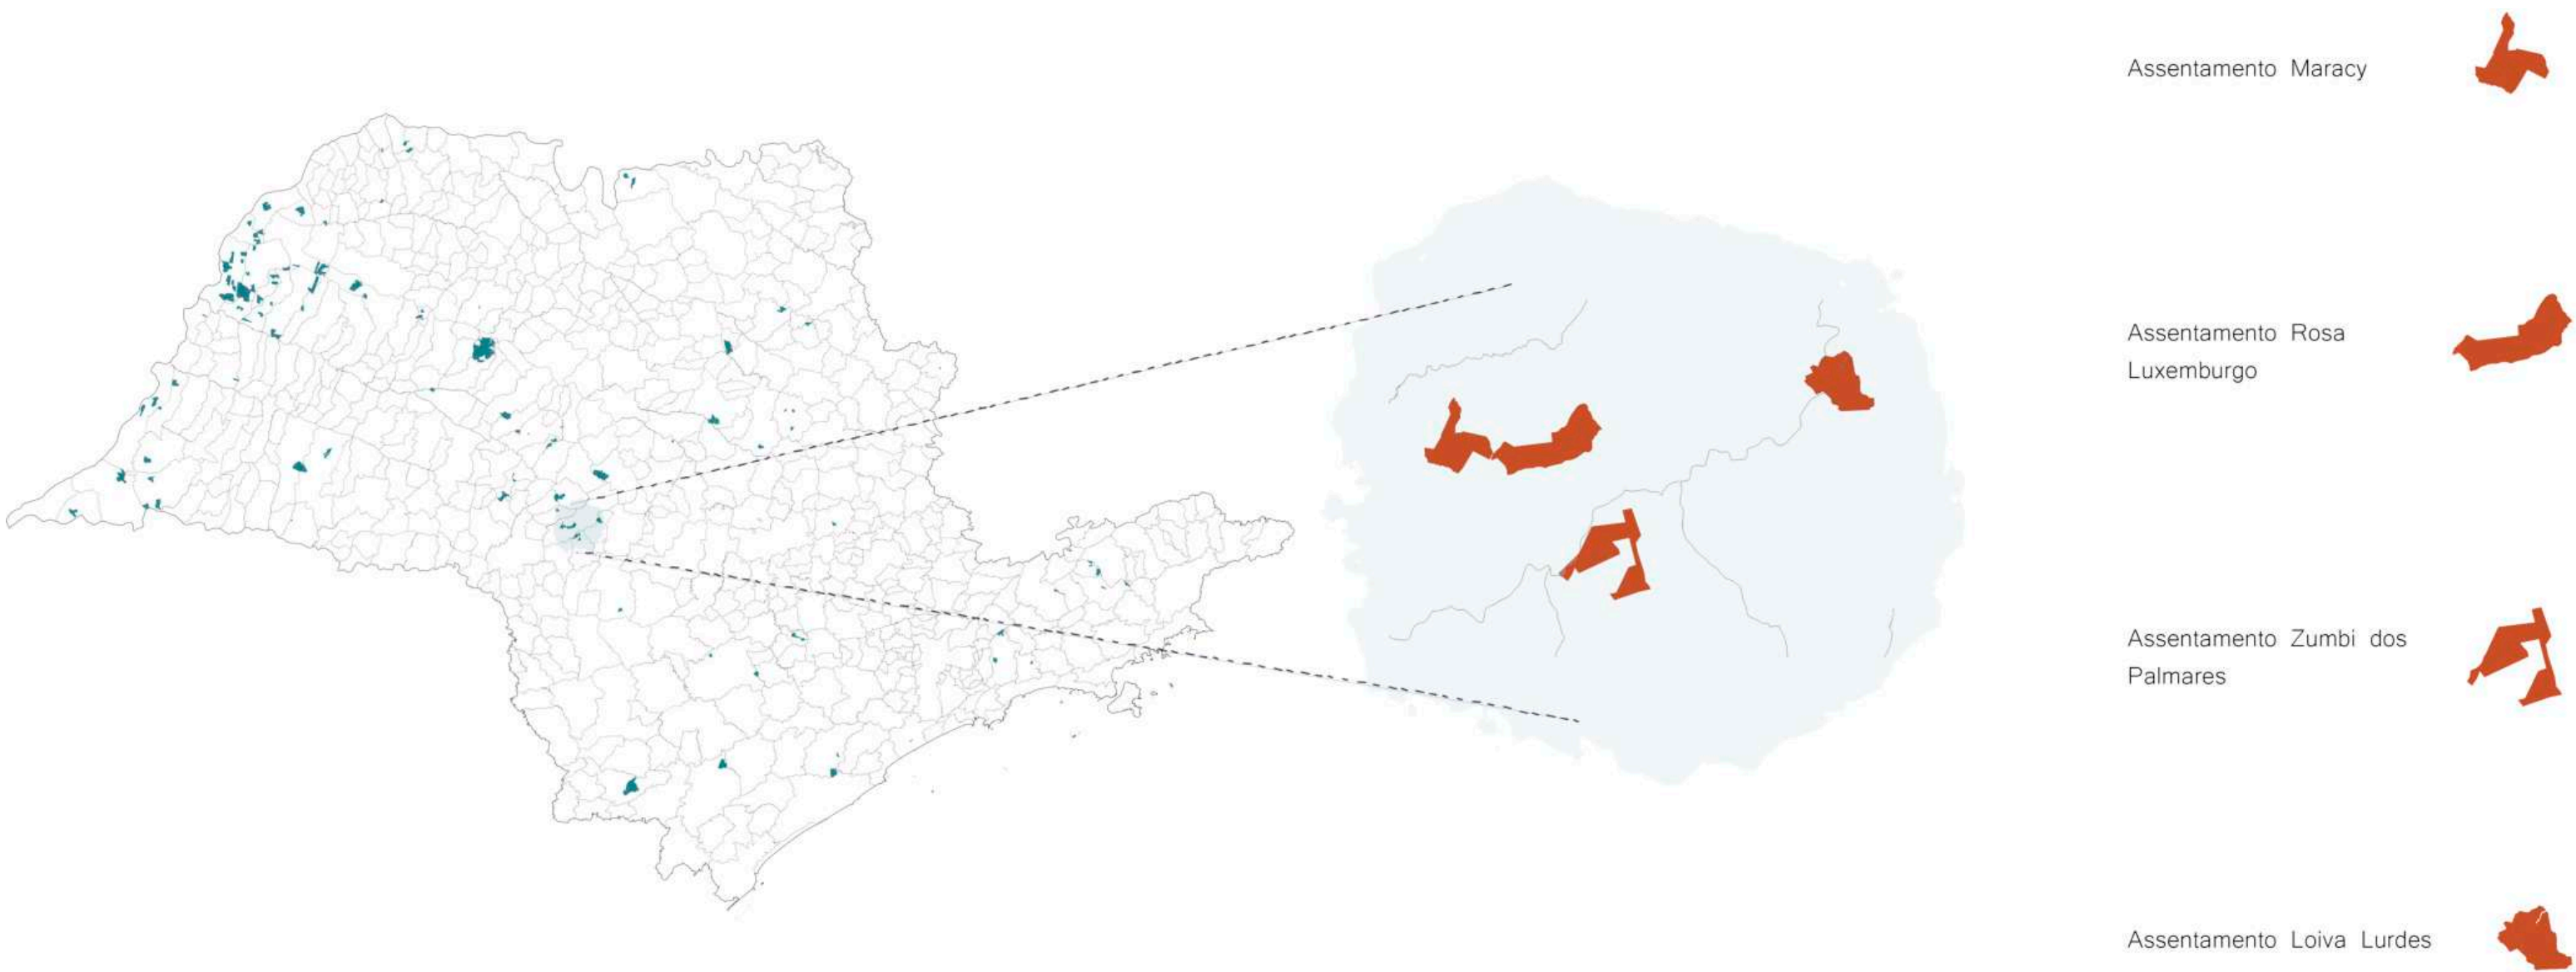 Assentamento Maracy
Assentamento Rosa
Luxemburgo
Assentamento Zumbi dos
Palmares
Assentamento Loiva Lurdes